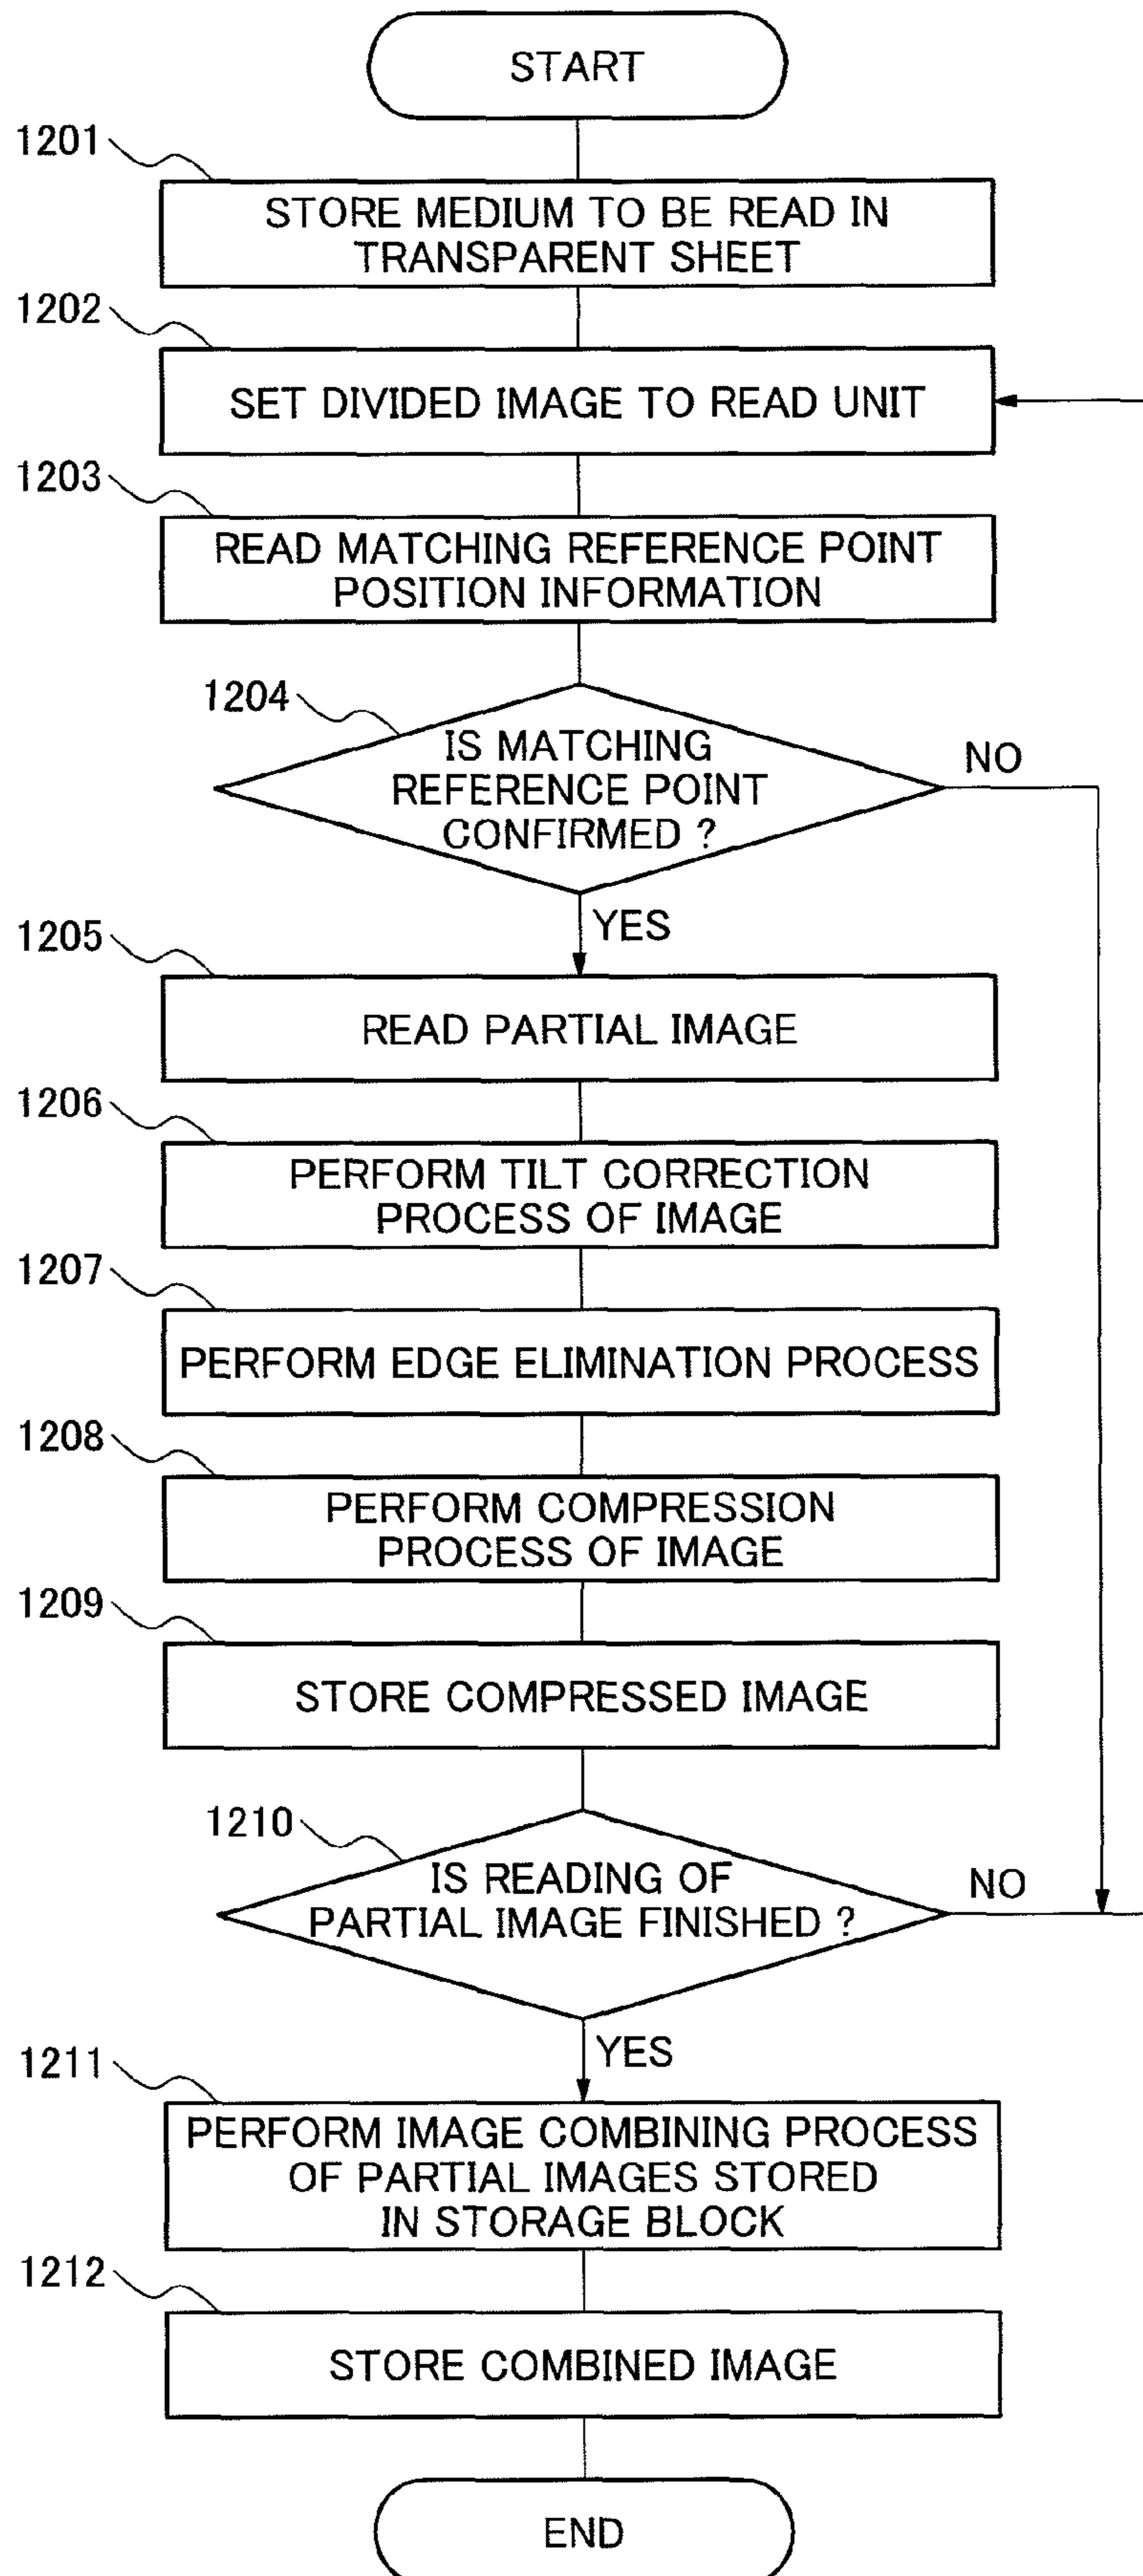 START
1201
STORE MEDIUM TO BE READ IN
TRANSPARENT SHEET
1202
SET DIVIDED IMAGE TO READ UNIT
1203
READ MATCHING REFERENCE POINT
POSITION INFORMATION
1204
IS MATCHING
REFERENCE POINT
CONFIRMED ?
NO
YES
1205
READ PARTIAL IMAGE
1206
PERFORM TILT CORRECTION
PROCESS OF IMAGE
1207
PERFORM EDGE ELIMINATION PROCESS
1208
PERFORM COMPRESSION
PROCESS OF IMAGE
1209
STORE COMPRESSED IMAGE
1210
IS READING OF
PARTIAL IMAGE FINISHED ?
NO
YES
1211
PERFORM IMAGE COMBINING PROCESS
OF PARTIAL IMAGES STORED
IN STORAGE BLOCK
1212
STORE COMBINED IMAGE
END